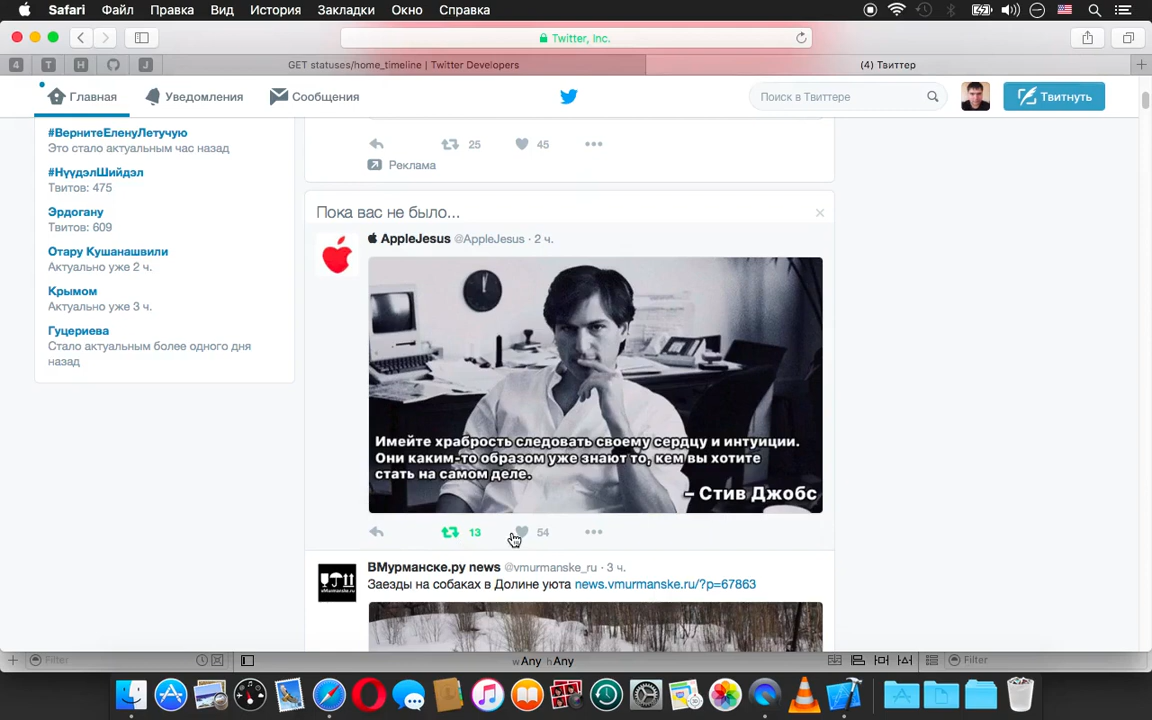 Safari Файл Правка Вид История Закладки Окно Справка
Twitter, Inc.
4 T H J GET statuses/home_timeline | Twitter Developers (4) Твиттер
Главная Уведомления Сообщения Поиск в Твиттере Твитнуть
#ВернитеЕленуЛетучую
Это стало актуальным час назад
#НүүдэлШийдэл
Твитов: 475
Эрдогану
Твитов: 609
Отару Кушанашвили
Актуально уже 2 ч.
Крымом
Актуально уже 3 ч.
Гуцериева
Стало актуальным более одного дня
назад
25 45
Реклама
Пока вас не было...
AppleJesus @AppleJesus · 2 ч.
Имейте храбрость следовать своему сердцу и интуиции.
Они каким-то образом уже знают то, кем вы хотите
стать на самом деле.
– Стив Джобс
13 54
ВМурманске.ру news @vmurmanske_ru · 3 ч.
Заезды на собаках в Долине уюта news.vmurmanske.ru/?p=67863
Filter wAny hAny Filter